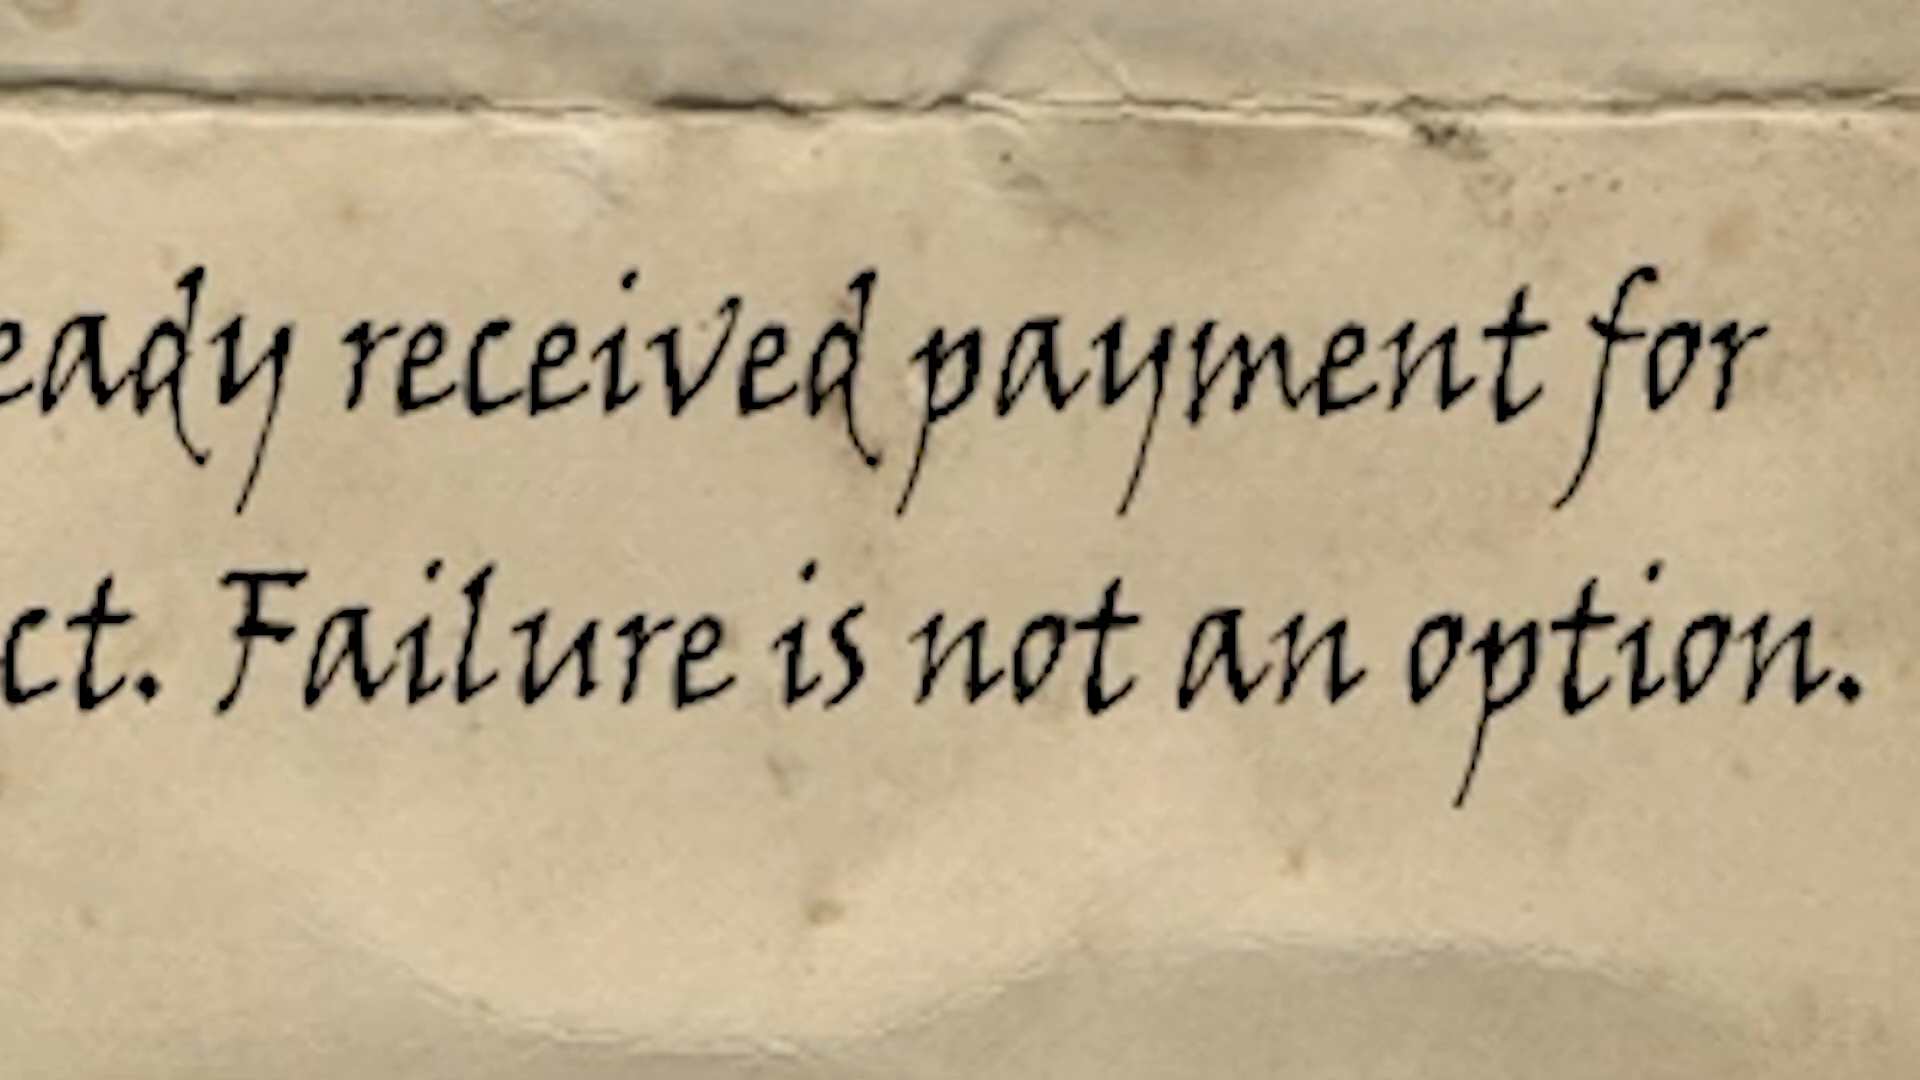 eady received payment for
ct. Failure is not an option.